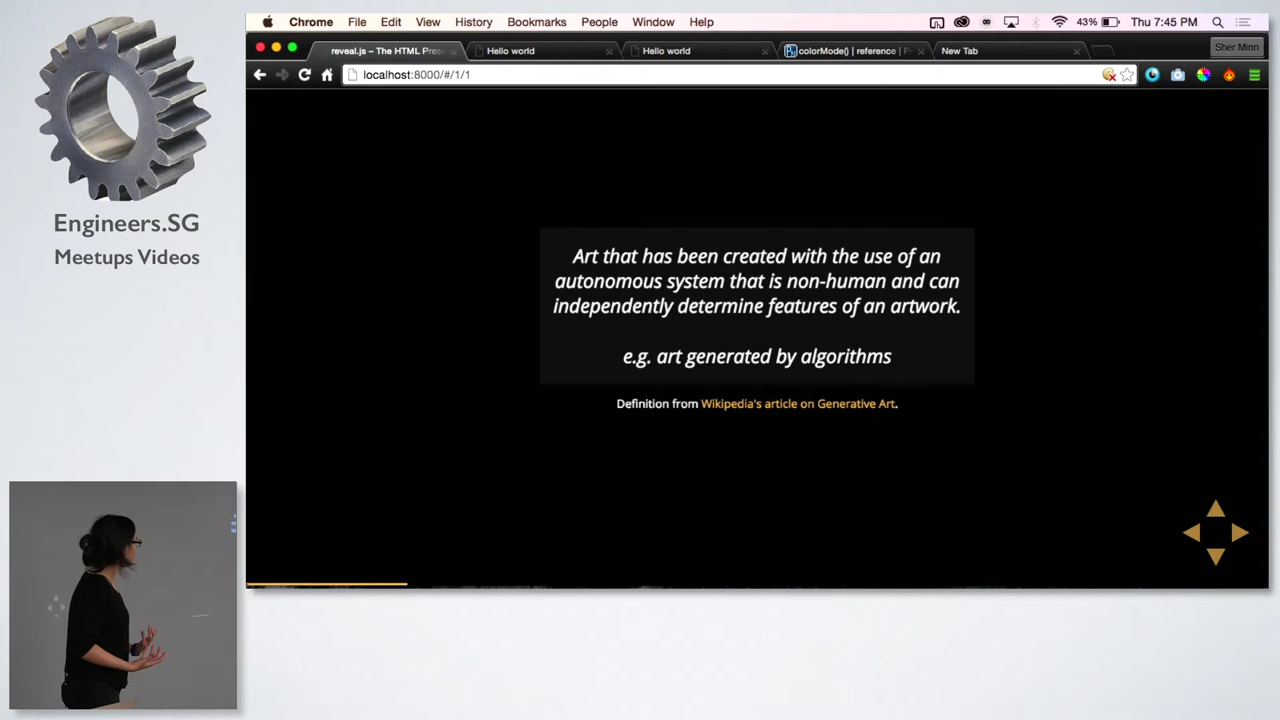 Chrome File Edit View History Bookmarks People Window Help 43% Thu 7:45 PM
reveal.js – The HTML Pres Hello world Hello world colorMode() | reference | P New Tab Sher Minn
localhost:8000/#/1/1
Engineers.SG
Meetups Videos
Art that has been created with the use of an
autonomous system that is non-human and can
independently determine features of an artwork.
e.g. art generated by algorithms
Definition from Wikipedia's article on Generative Art.